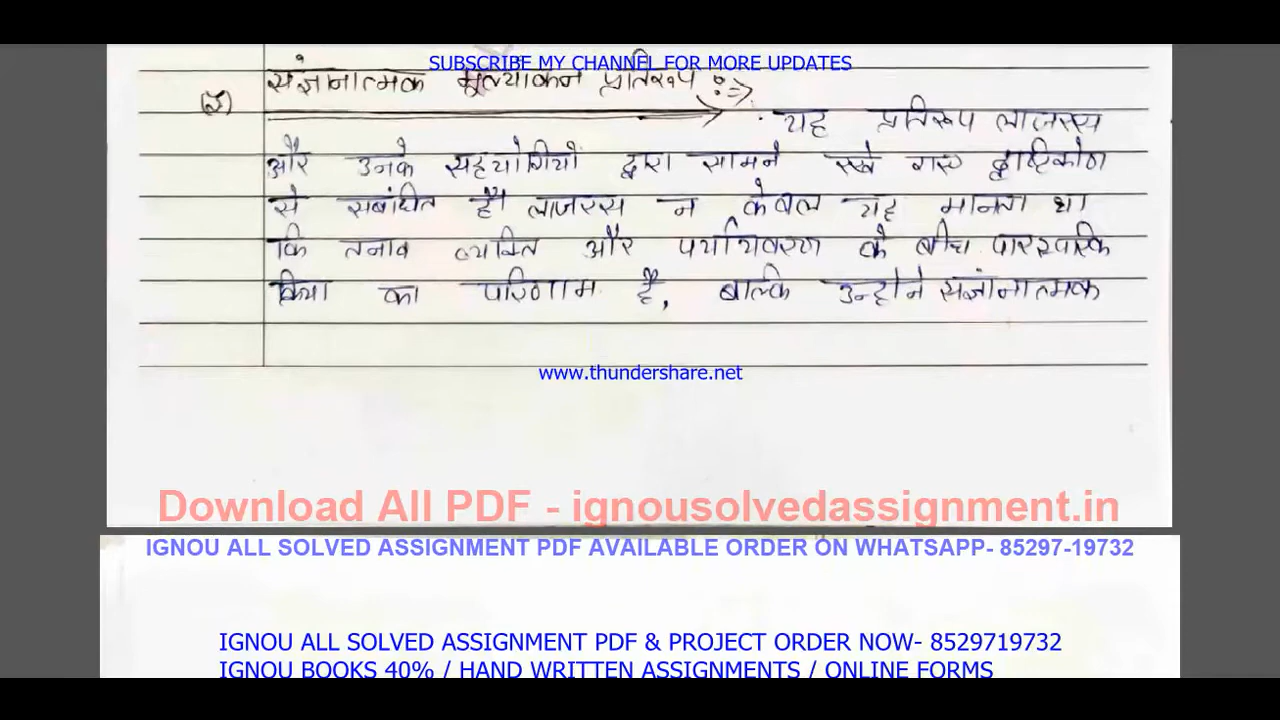 SUBSCRIBE MY CHANNEL FOR MORE UPDATES
संज्ञानात्मक मूल्यांकन प्रतिरूप :⇒
यह प्रतिरूप लाजरस्य
और उनके सहयोगियों द्वारा सामने रखे गए दृष्टिकोण
से सबंधीत है। लाजरस न केवल यह मानता था
कि तनाव व्यक्ति और पर्यायवरण के बीच पारस्परिक
क्रिया का परिणाम है, बाल्कि उन्होने संज्ञांनात्मक
www.thundershare.net
Download All PDF - ignousolvedassignment.in
IGNOU ALL SOLVED ASSIGNMENT PDF AVAILABLE ORDER ON WHATSAPP- 85297-19732
IGNOU ALL SOLVED ASSIGNMENT PDF & PROJECT ORDER NOW- 8529719732
IGNOU BOOKS 40% / HAND WRITTEN ASSIGNMENTS / ONLINE FORMS